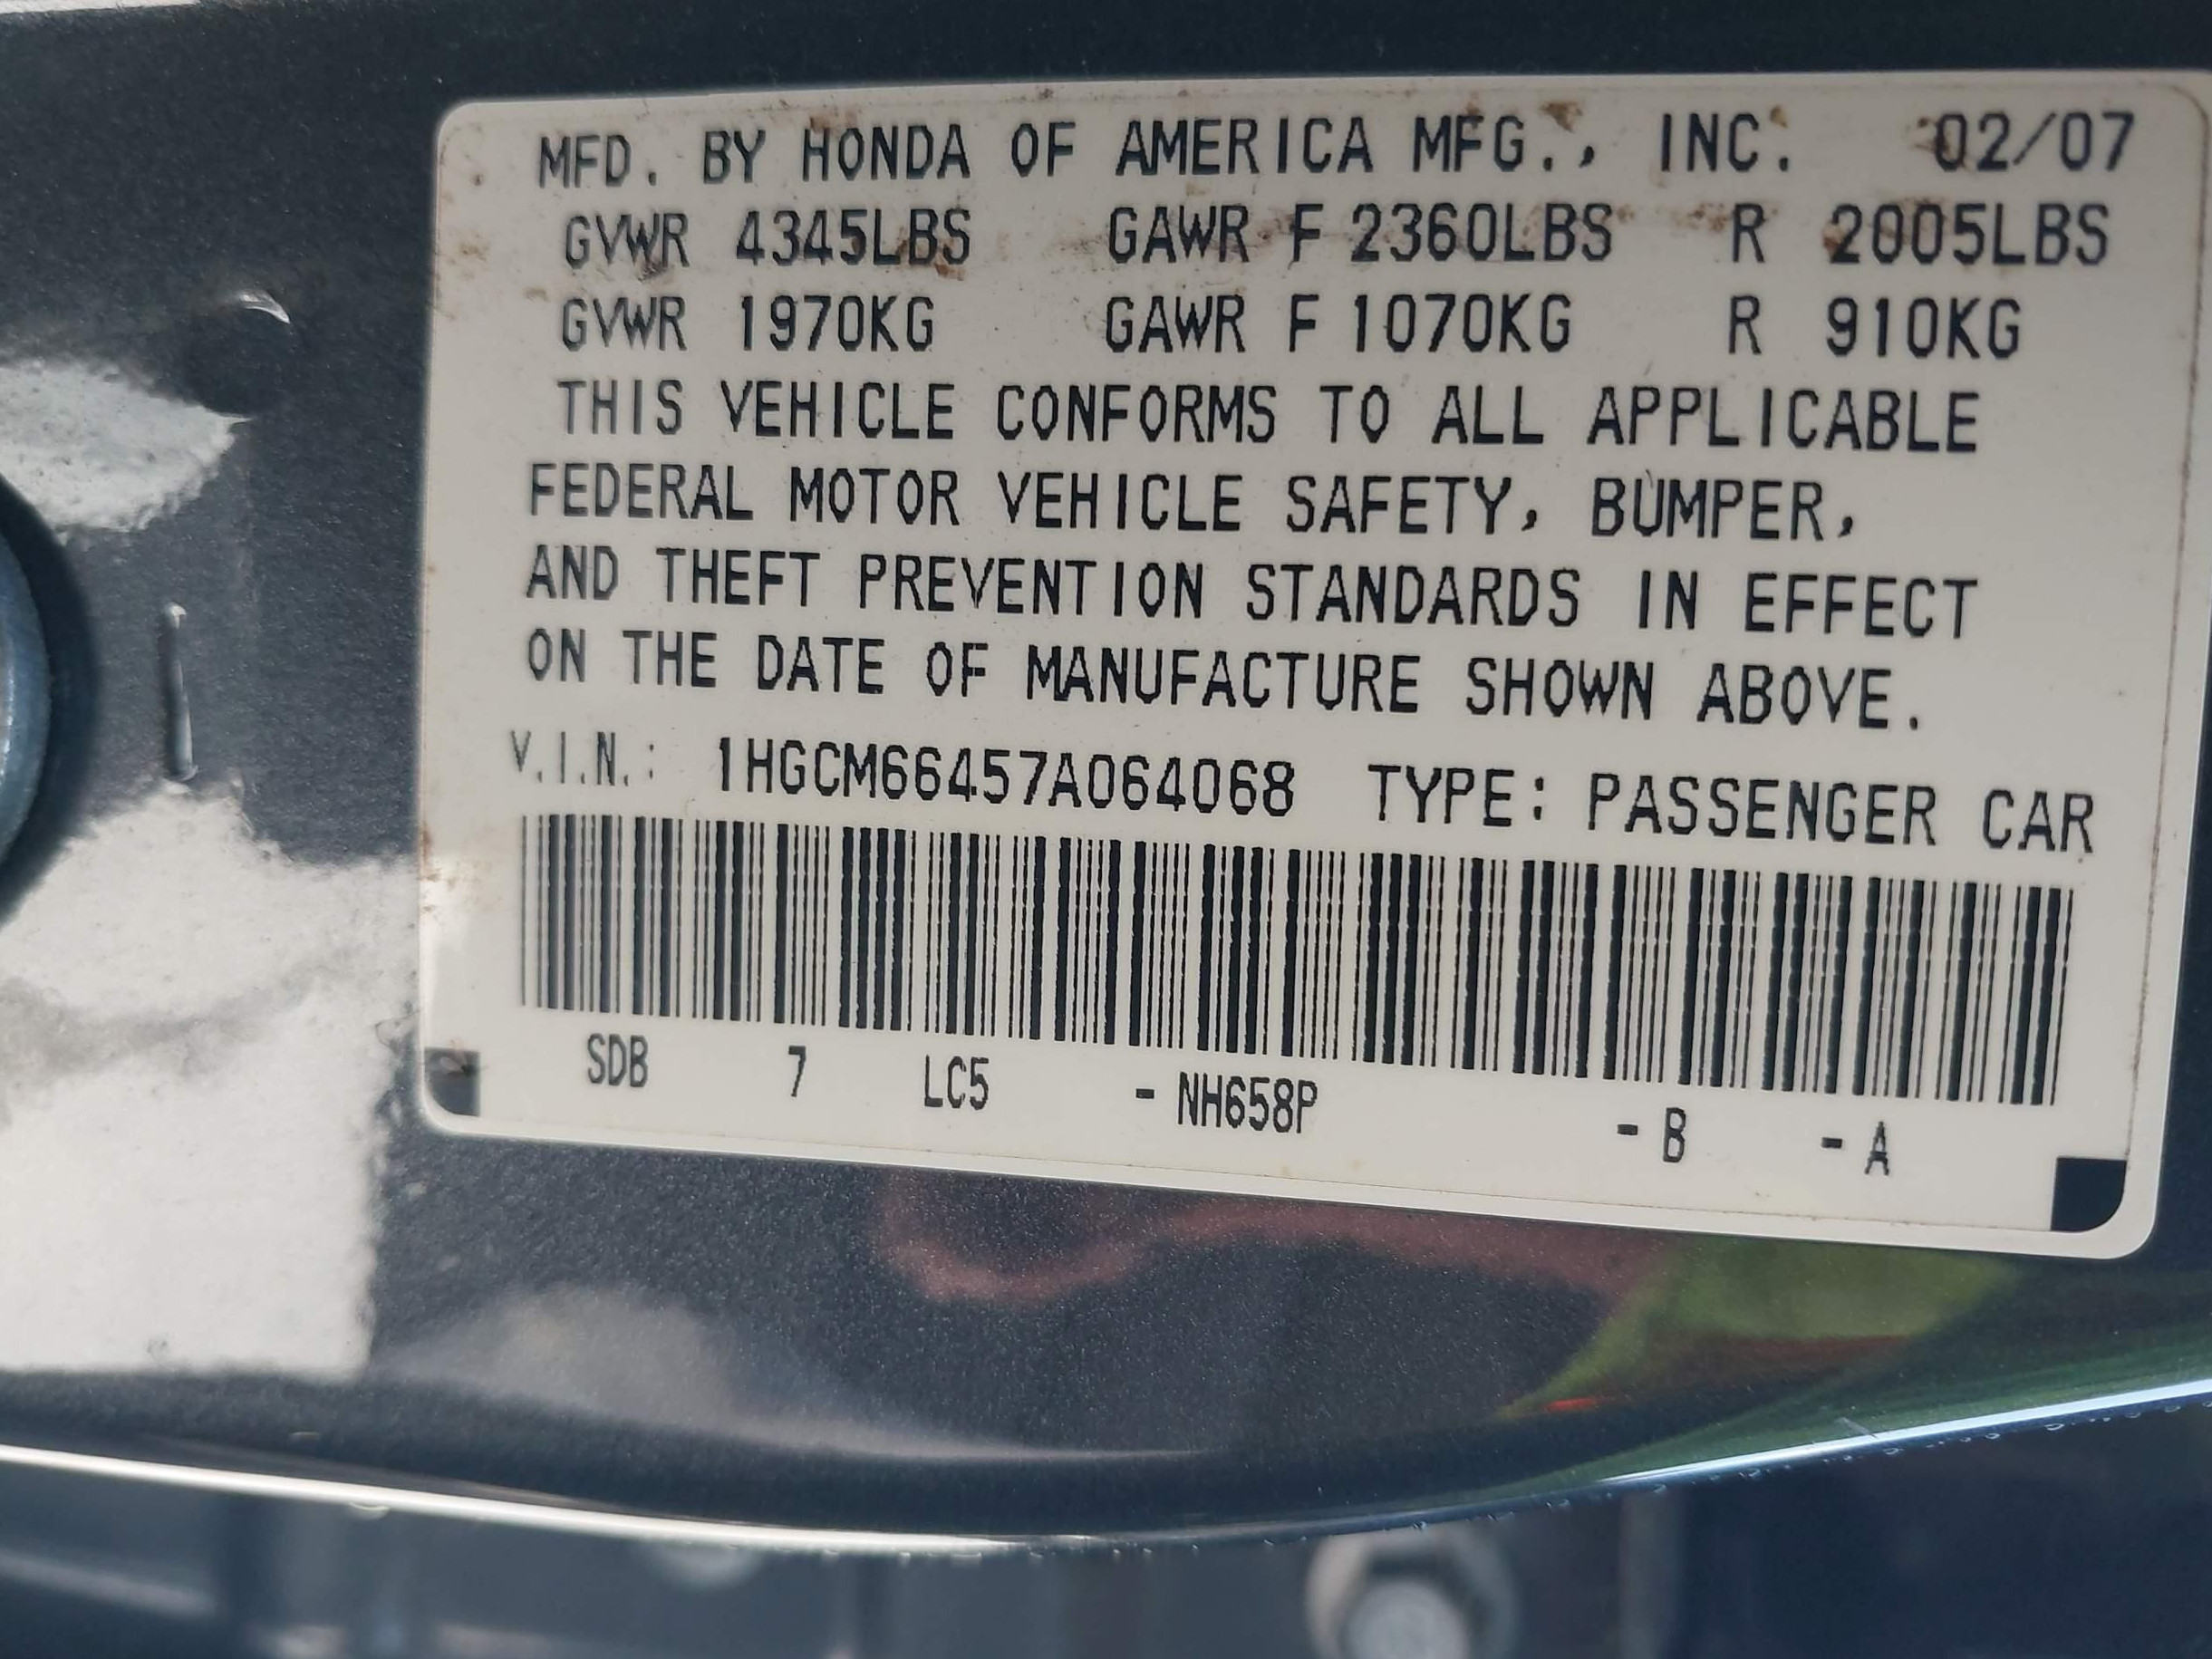 MFD. BY HONDA OF AMERICA MFG., INC. 02/07
GVWR 4345LBS GAWR F 2360LBS R 2005LBS
GVWR 1970KG GAWR F 1070KG R 910KG
THIS VEHICLE CONFORMS TO ALL APPLICABLE
FEDERAL MOTOR VEHICLE SAFETY, BUMPER,
AND THEFT PREVENTION STANDARDS IN EFFECT
ON THE DATE OF MANUFACTURE SHOWN ABOVE.
V.I.N.: 1HGCM66457A064068 TYPE: PASSENGER CAR
SDB 7 LC5 - NH658P - B - A